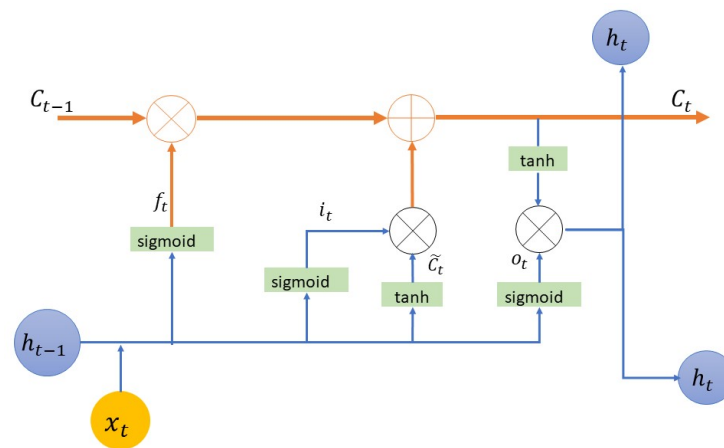 h_t
C_{t-1}
C_t
tanh
f_t
i_t
sigmoid
C̃_t
o_t
sigmoid
tanh
sigmoid
h_{t-1}
h_t
x_t